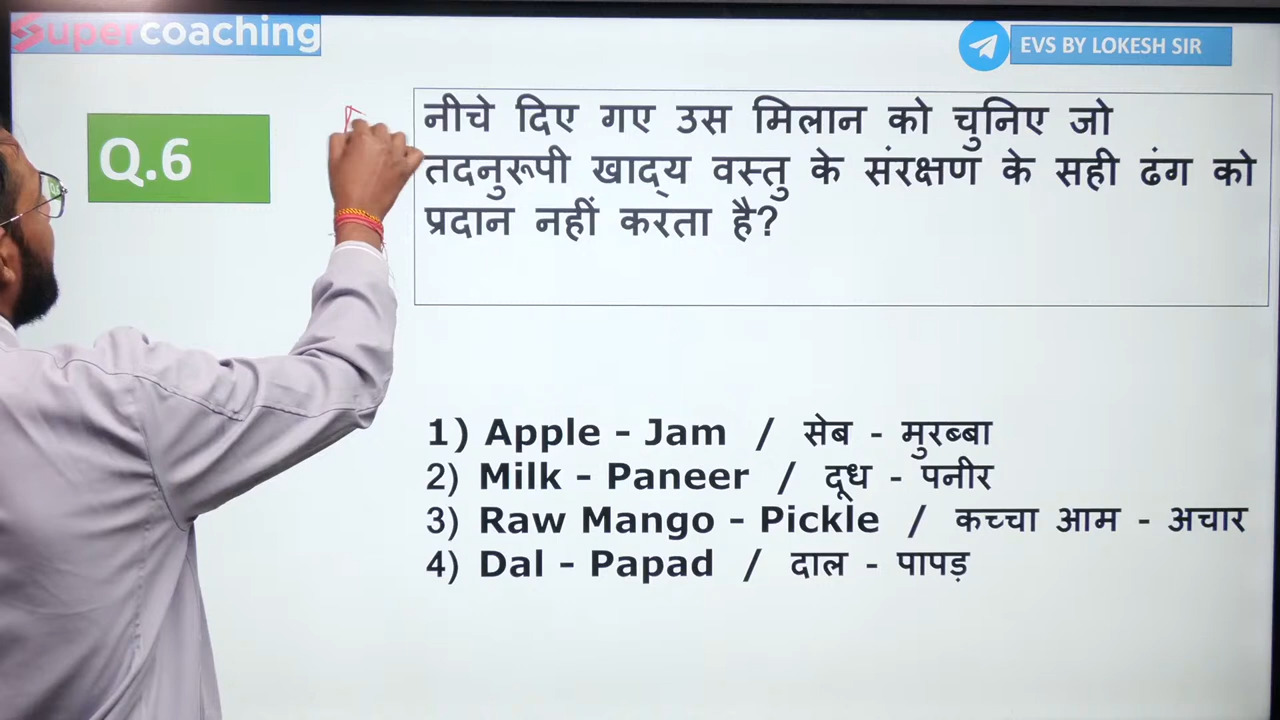 Supercoaching
EVS BY LOKESH SIR
Q.6
नीचे दिए गए उस मिलान को चुनिए जो
तदनुरूपी खाद्य वस्तु के संरक्षण के सही ढंग को
प्रदान नहीं करता है?
1) Apple - Jam / सेब - मुरब्बा
2) Milk - Paneer / दूध - पनीर
3) Raw Mango - Pickle / कच्चा आम - अचार
4) Dal - Papad / दाल - पापड़